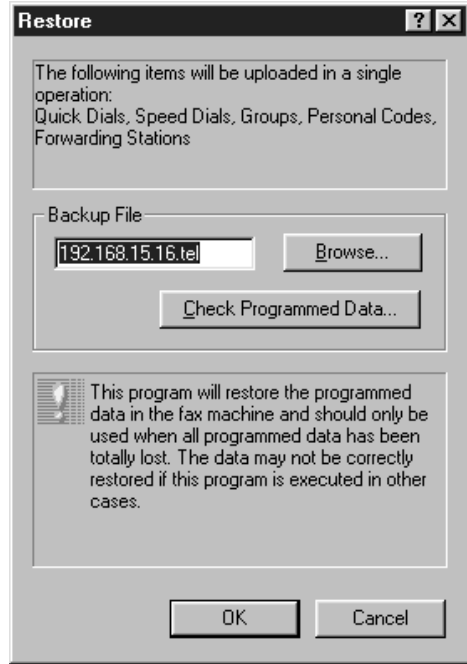 Restore
The following items will be uploaded in a single
operation:
Quick Dials, Speed Dials, Groups, Personal Codes,
Forwarding Stations
Backup File
192.168.15.16.tel
Browse...
Check Programmed Data...
This program will restore the programmed
data in the fax machine and should only be
used when all programmed data has been
totally lost. The data may not be correctly
restored if this program is executed in other
cases.
OK
Cancel